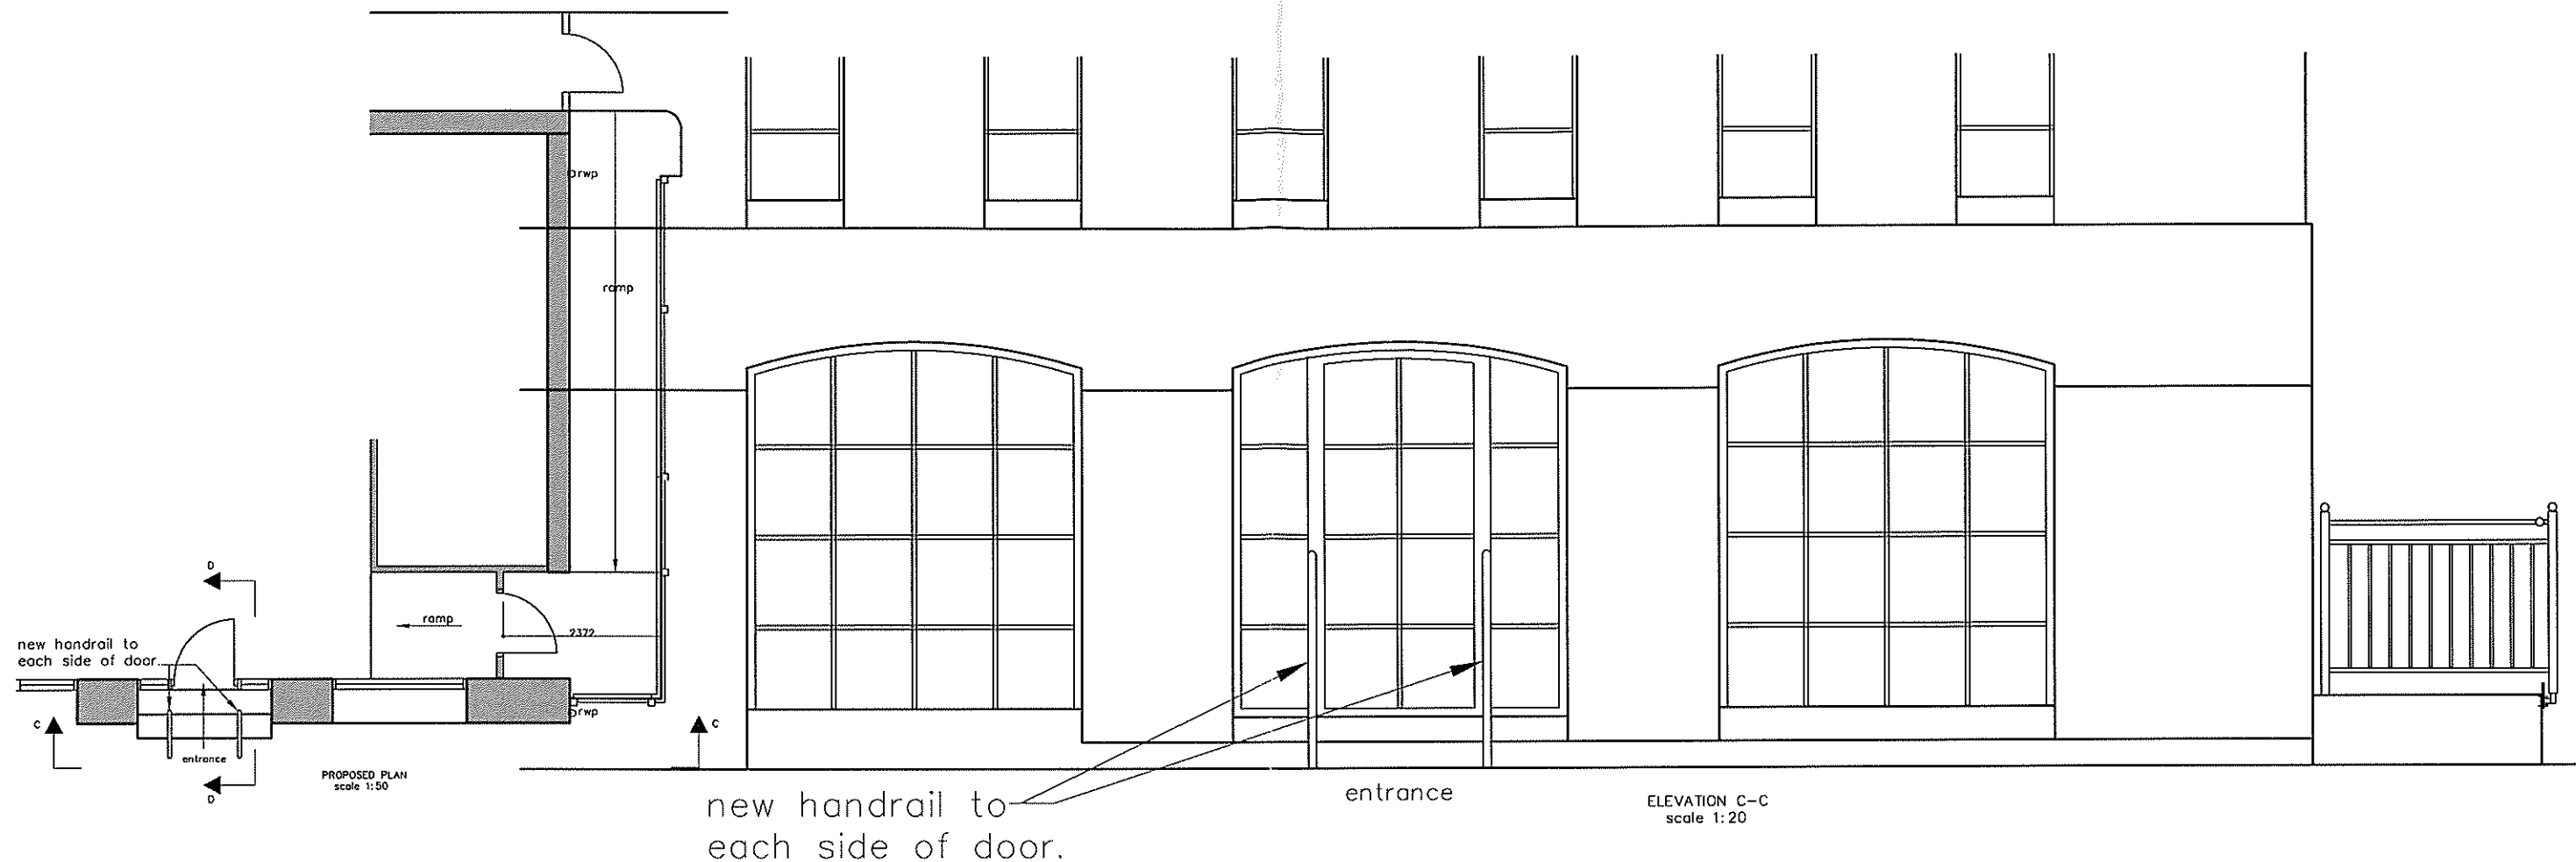 rwp
ramp
D
ramp
2372
new handrail to
each side of door.
C
C
rwp
entrance
D
PROPOSED PLAN
scale 1:50
new handrail to
each side of door.
entrance
ELEVATION C-C
scale 1:20